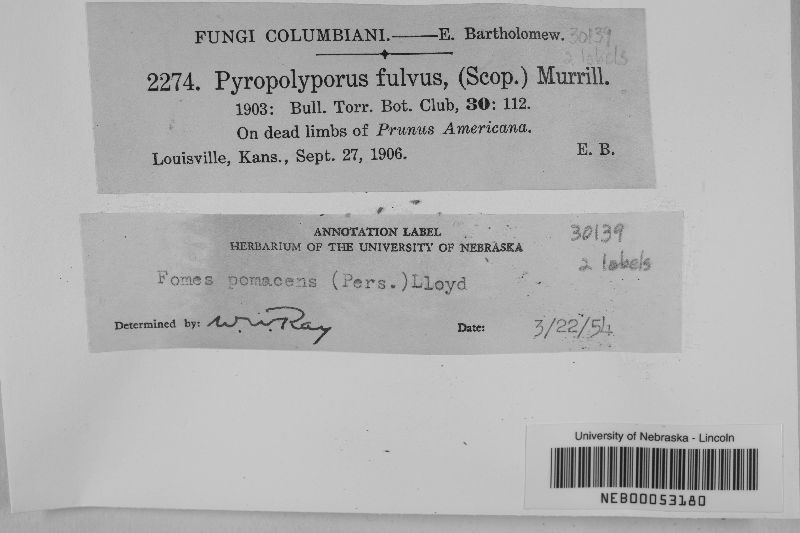 FUNGI COLUMBIANI.——E. Bartholomew. 30139
2 labels
2274. Pyropolyporus fulvus, (Scop.) Murrill.
1903: Bull. Torr. Bot. Club, 30: 112.
On dead limbs of Prunus Americana.
Louisville, Kans., Sept. 27, 1906. E. B.
ANNOTATION LABEL
HERBARIUM OF THE UNIVERSITY OF NEBRASKA
30139
2 labels
Fomes pomacens (Pers.)Lloyd
Determined by: W.W. Ray Date: 3/22/54
University of Nebraska - Lincoln
NEB00053180